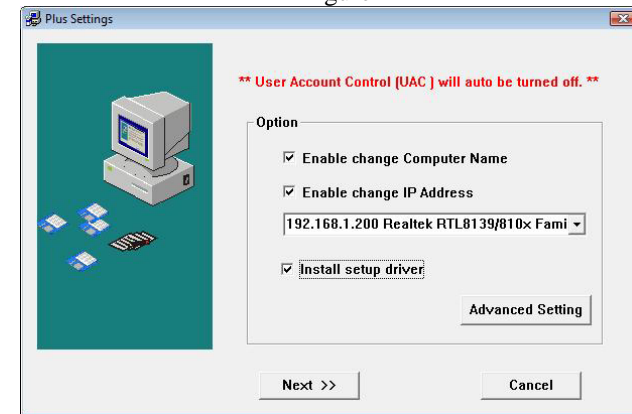 Plus Settings
** User Account Control (UAC ) will auto be turned off. **
Option
Enable change Computer Name
Enable change IP Address
192.168.1.200 Realtek RTL8139/810x Fami
Install setup driver
Advanced Setting
Next >>
Cancel